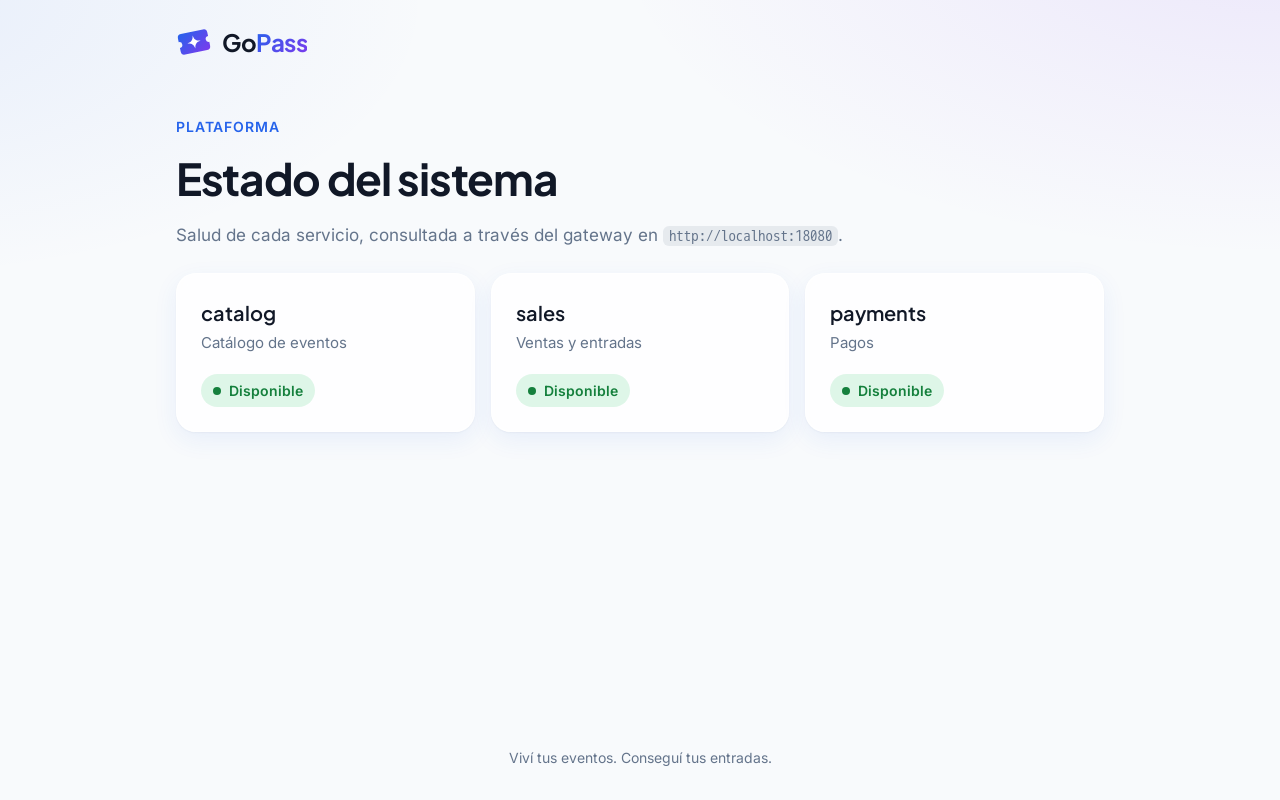 GoPass
PLATAFORMA
Estado del sistema
Salud de cada servicio, consultada a través del gateway en http://localhost:18080.
catalog
Catálogo de eventos
Disponible
sales
Ventas y entradas
Disponible
payments
Pagos
Disponible
Viví tus eventos. Conseguí tus entradas.